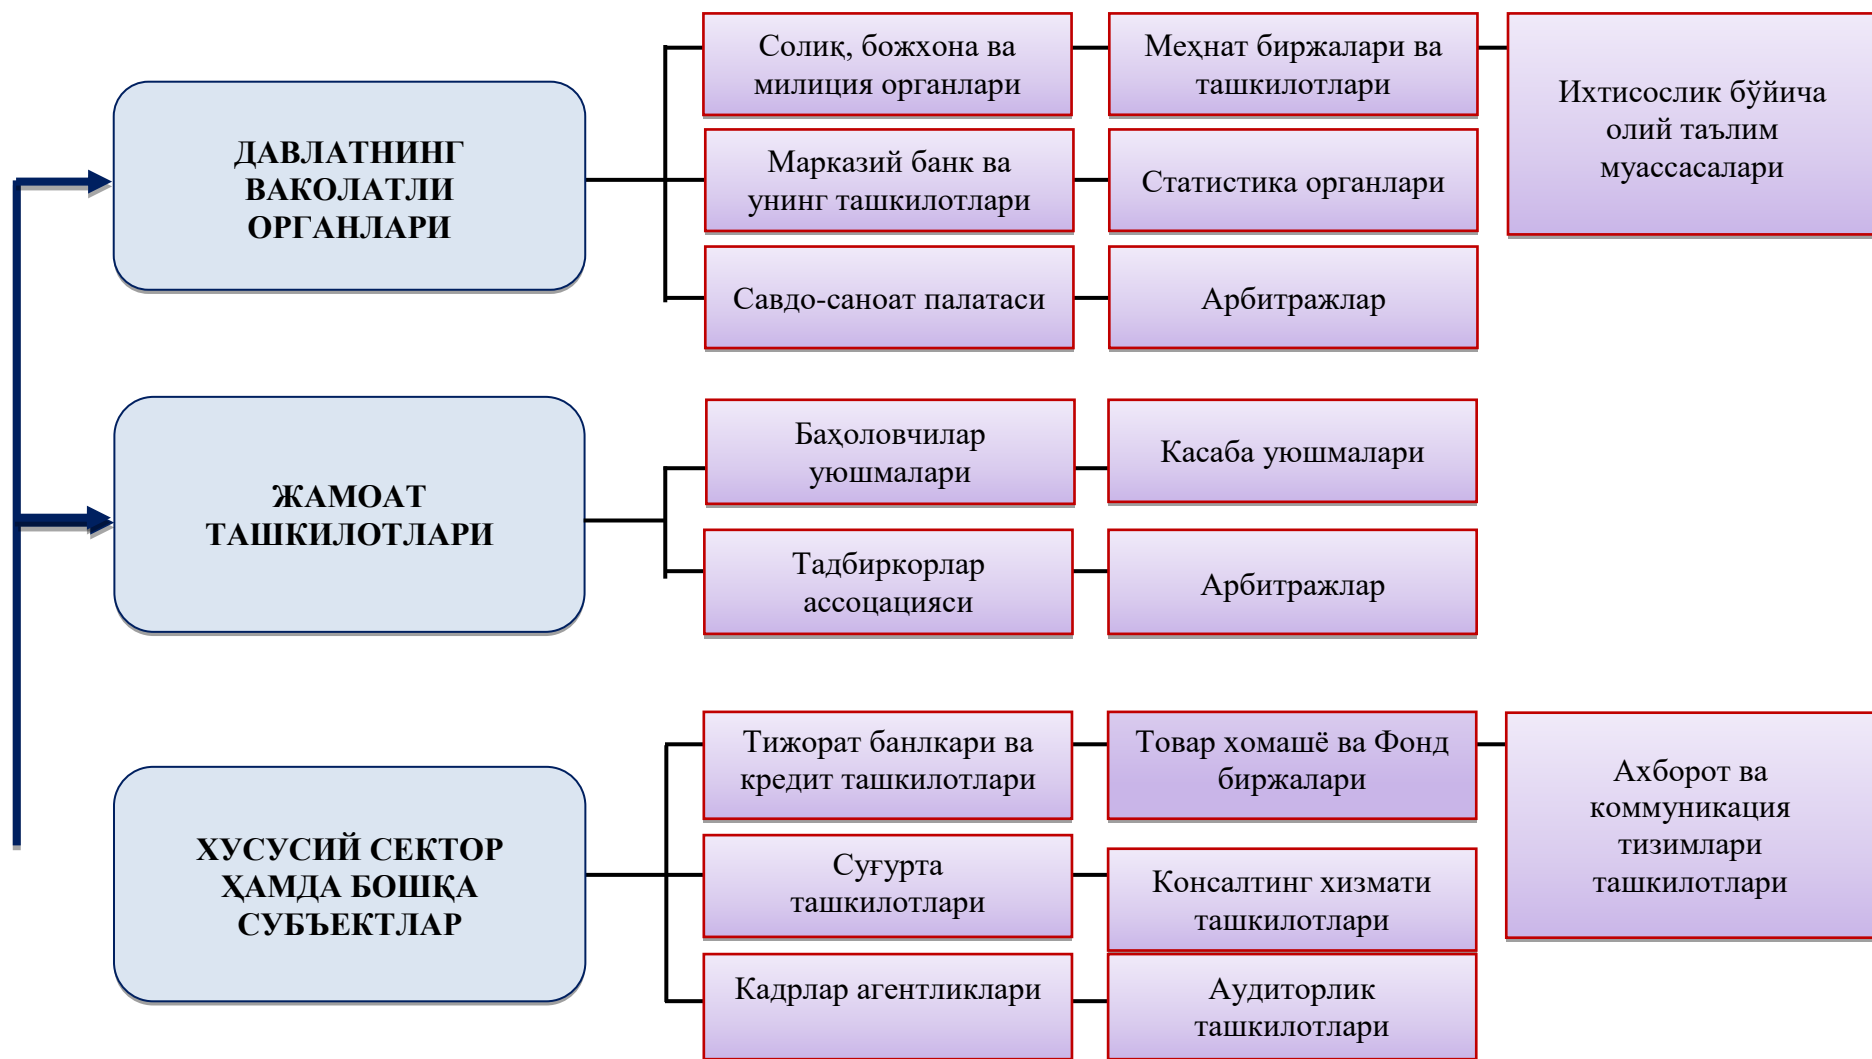 ДАВЛАТНИНГ
ВАКОЛАТЛИ
ОРГАНЛАРИ
Солиқ, божхона ва
милиция органлари
Меҳнат биржалари ва
ташкилотлари
Ихтисослик бўйича
олий таълим
муассасалари
Марказий банк ва
унинг ташкилотлари
Статистика органлари
Савдо-саноат палатаси
Арбитражлар
ЖАМОАТ
ТАШКИЛОТЛАРИ
Баҳоловчилар
уюшмалари
Касаба уюшмалари
Тадбиркорлар
ассоцацияси
Арбитражлар
ХУСУСИЙ СЕКТОР
ҲАМДА БОШҚА
СУБЪЕКТЛАР
Тижорат банлкари ва
кредит ташкилотлари
Товар хомашё ва Фонд
биржалари
Ахборот ва
коммуникация
тизимлари
ташкилотлари
Суғурта
ташкилотлари
Консалтинг хизмати
ташкилотлари
Кадрлар агентликлари
Аудиторлик
ташкилотлари